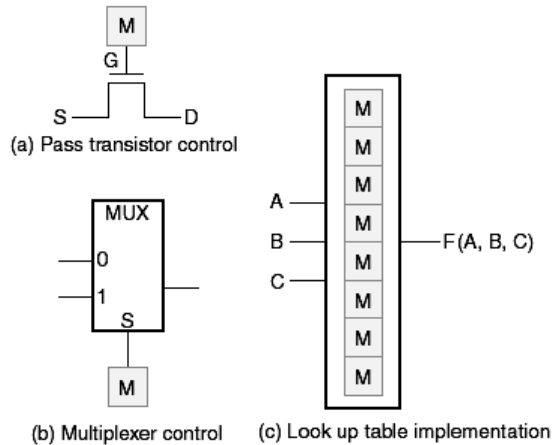 M
G
S D
(a) Pass transistor control
MUX
0
1
S
M
(b) Multiplexer control
M
M
M
M
M
M
M
M
A
B
C
F(A, B, C)
(c) Look up table implementation